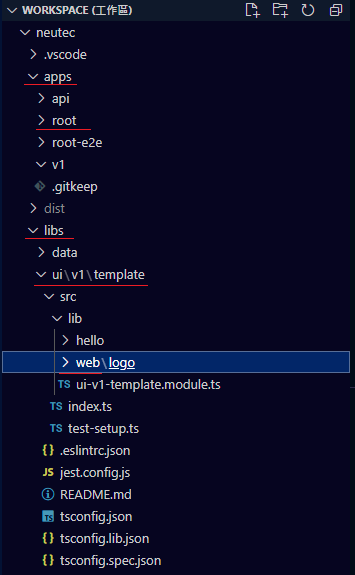 WORKSPACE (工作區)
neutec
.vscode
apps
api
root
root-e2e
v1
.gitkeep
dist
libs
data
ui\v1\template
src
lib
hello
web\logo
TS ui-v1-template.module.ts
TS index.ts
TS test-setup.ts
{} .eslintrc.json
JS jest.config.js
README.md
TS tsconfig.json
{} tsconfig.lib.json
{} tsconfig.spec.json